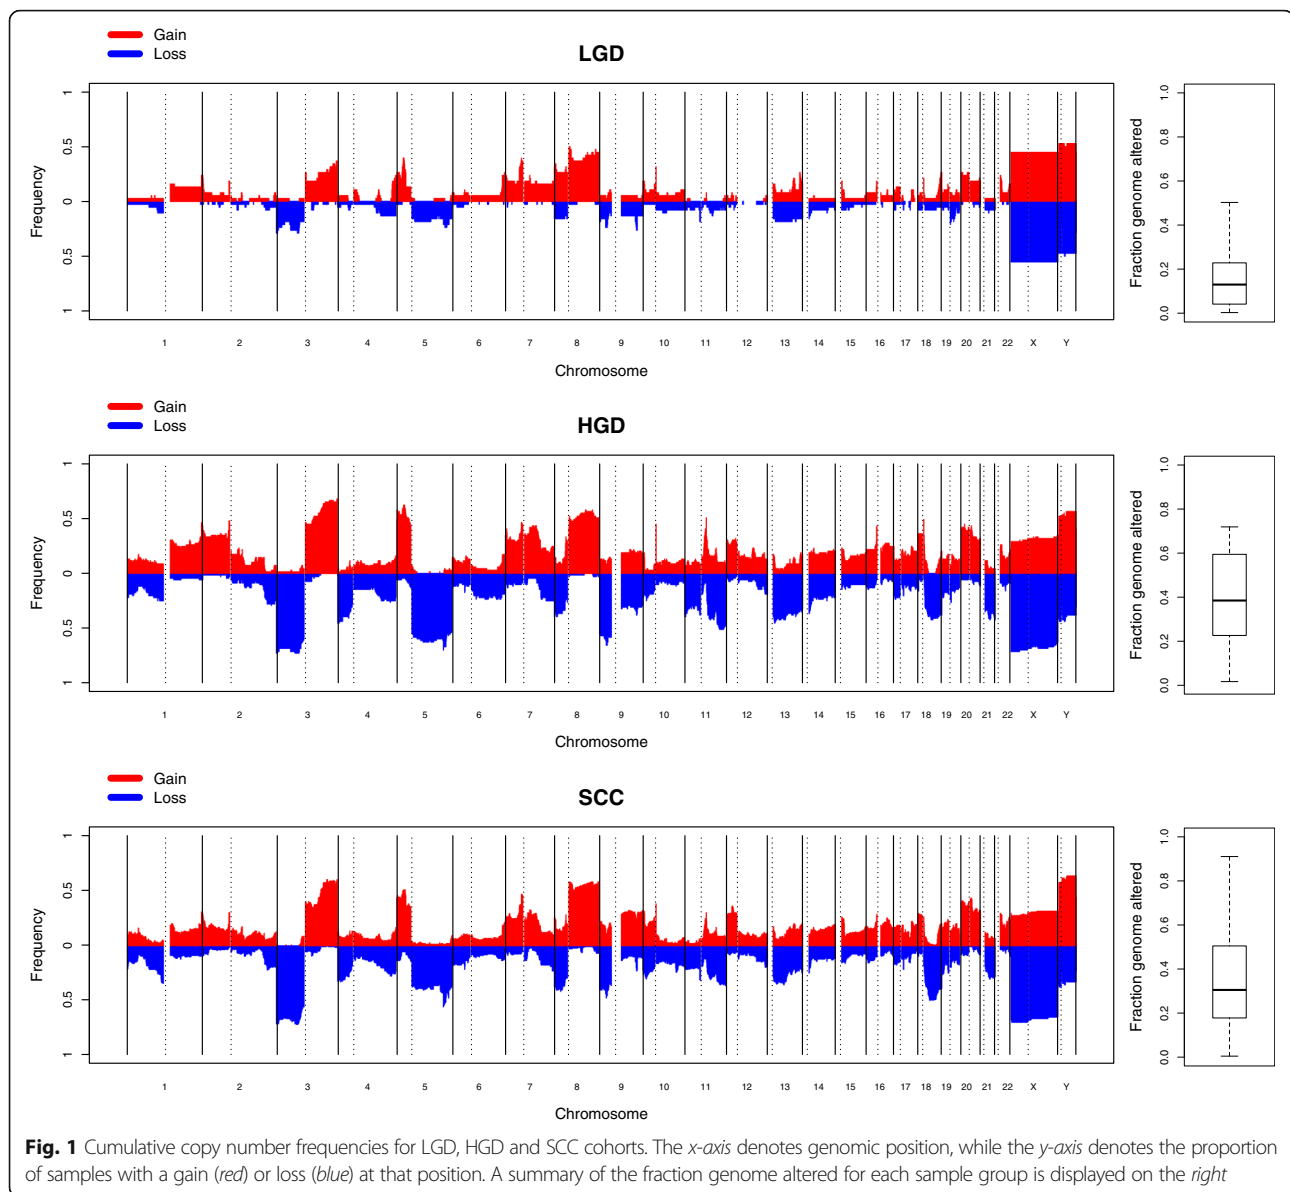 Gain
Loss
LGD
1
0.5
0
0.5
1
Frequency
1 2 3 4 5 6 7 8 9 10 11 12 13 14 15 16 17 18 19 20 21 22 X Y
Chromosome
Fraction genome altered
1.0
0.8
0.6
0.4
0.2
0.0
Gain
Loss
HGD
1
0.5
0
0.5
1
Frequency
1 2 3 4 5 6 7 8 9 10 11 12 13 14 15 16 17 18 19 20 21 22 X Y
Chromosome
Fraction genome altered
1.0
0.8
0.6
0.4
0.2
0.0
Gain
Loss
SCC
1
0.5
0
0.5
1
Frequency
1 2 3 4 5 6 7 8 9 10 11 12 13 14 15 16 17 18 19 20 21 22 X Y
Chromosome
Fraction genome altered
1.0
0.8
0.6
0.4
0.2
0.0
Fig. 1 Cumulative copy number frequencies for LGD, HGD and SCC cohorts. The x-axis denotes genomic position, while the y-axis denotes the proportion
of samples with a gain (red) or loss (blue) at that position. A summary of the fraction genome altered for each sample group is displayed on the right